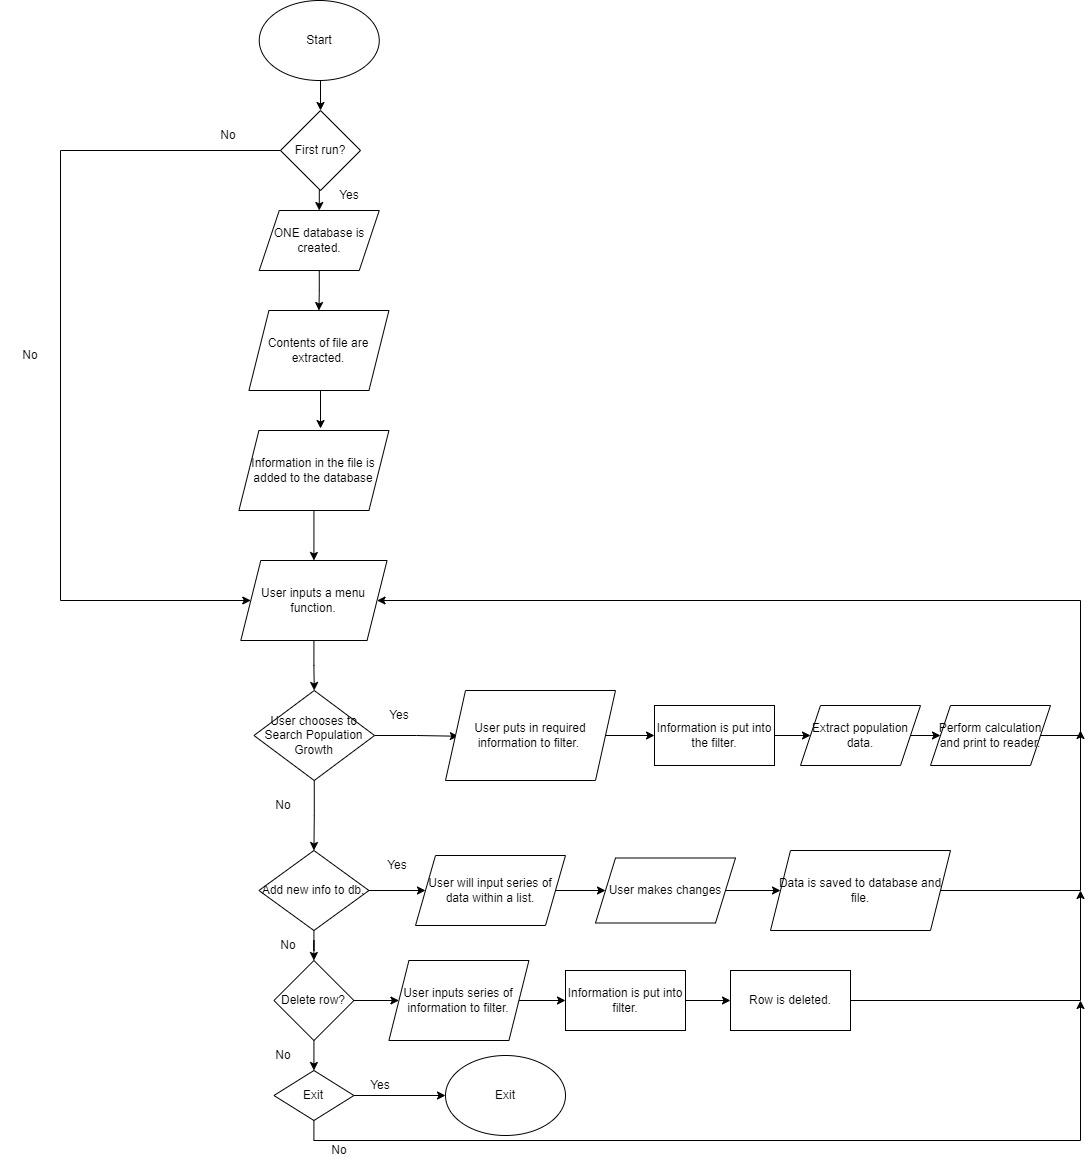 Start
No
First run?
Yes
ONE database is
created.
Contents of file are
extracted.
No
Information in the file is
added to the database
User inputs a menu
function.
User chooses to
Search Population
Growth
Yes
User puts in required
information to filter.
Information is put into
the filter.
Extract population
data.
Perform calculation
and print to reader.
No
Add new info to db.
Yes
User will input series of
data within a list.
User makes changes
Data is saved to database and
file.
No
Delete row?
User inputs series of
information to filter.
Information is put into
filter.
Row is deleted.
No
Exit
Yes
Exit
No